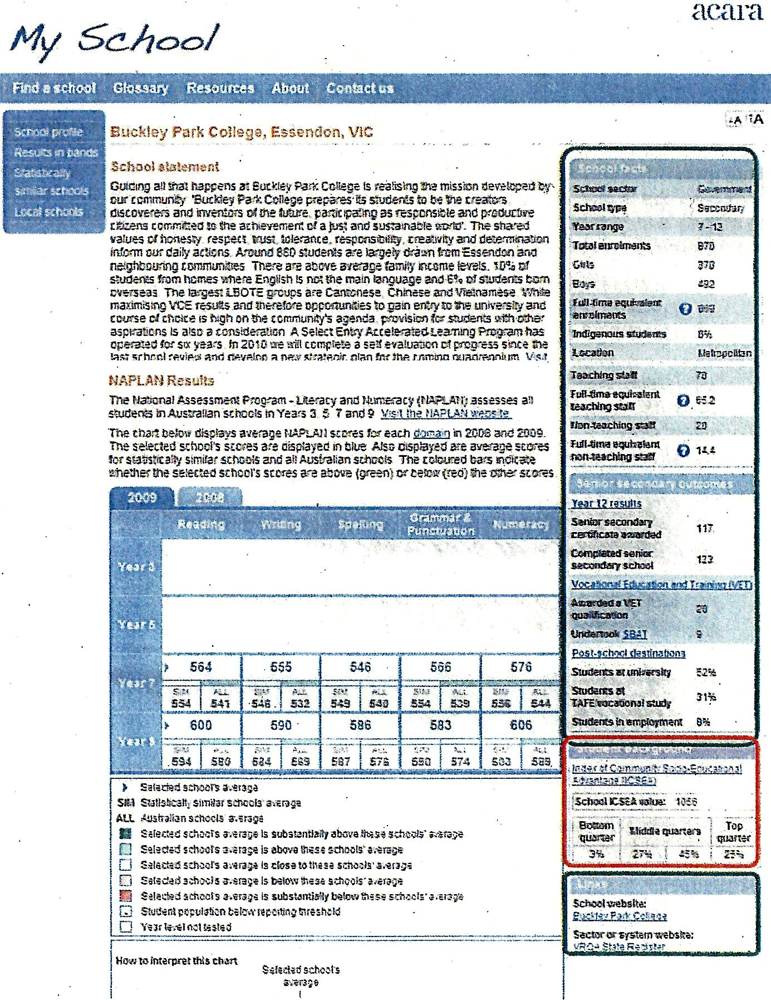 acara
My School
Find a school Glossary Resources About Contact us
School profile
Results in bands
Statistically
similar schools
Local schools
AA
Buckley Park College, Essendon, VIC
School statement
Guiding all that happens at Buckley Park College is realising the mission developed by
our community 'Buckley Park College prepares its students to be the creators,
discoverers and inventors of the future, participating as responsible and productive
citizens committed to the achievement of a just and sustainable world'. The shared
values of honesty, respect, trust, tolerance, responsibility, creativity and determination
inform our daily actions. Around 880 students are largely drawn from Essendon and
neighbouring communities. There are above average family income levels. 10% of
students from homes where English is not the main language and 6% of students born
overseas. The largest LBOTE groups are Cantonese, Chinese and Vietnamese. While
maximising VCE results and therefore opportunities to gain entry to the university and
course of choice is high on the community's agenda, provision for students with other
aspirations is also a consideration. A Select Entry Accelerated Learning Program has
operated for six years. In 2010 we will complete a self evaluation of progress since the
last school review and develop a new strategic plan for the coming quadrennium. Visit
NAPLAN Results
The National Assessment Program - Literacy and Numeracy (NAPLAN) assesses all
students in Australian schools in Years 3, 5, 7 and 9. Visit the NAPLAN website.
The chart below displays average NAPLAN scores for each domain in 2008 and 2009.
The selected school's scores are displayed in blue. Also displayed are average scores
for statistically similar schools and all Australian schools. The coloured bars indicate
whether the selected school's scores are above (green) or below (red) the other scores.
2009 2008
Reading Writing Spelling Grammar & Punctuation Numeracy
Year 3
Year 5
Year 7
564 555 546 566 576
SIM ALL SIM ALL SIM ALL SIM ALL SIM ALL
554 541 546 532 549 540 554 539 556 544
Year 9
600 590 586 583 606
SIM ALL SIM ALL SIM ALL SIM ALL SIM ALL
594 580 584 569 587 576 590 574 589
Selected school's average
SIM Statistically similar schools' average
ALL Australian schools' average
Selected school's average is substantially above these schools' average
Selected school's average is above these schools' average
Selected school's average is close to these schools' average
Selected school's average is below these schools' average
Selected school's average is substantially below these schools' average
Student population below reporting threshold
Year level not tested
How to interpret this chart
Selected school's
average
School facts
School sector Government
School type Secondary
Year range 7-12
Total enrolments 870
Girls 378
Boys 492
Full-time equivalent
enrolments
Indigenous students 0%
Location Metropolitan
Teaching staff 70
Full-time equivalent
teaching staff 65.2
Non-teaching staff 20
Full-time equivalent
non-teaching staff 14.4
Senior secondary outcomes
Year 12 results
Senior secondary
certificate awarded 117
Completed senior
secondary school 123
Vocational Education and Training (VET)
Awarded a VET
qualification 20
Undertook SBAT 9
Post-school destinations
Students at university 52%
Students at
TAFE/vocational study 31%
Students in employment 8%
Student background
Index of Community Socio-Educational
Advantage (ICSEA)
School ICSEA value: 1056
Bottom quarter Middle quarters Top quarter
3% 27% 45% 25%
Links
School website:
Buckley Park College
Sector or system website:
VRQA State Register